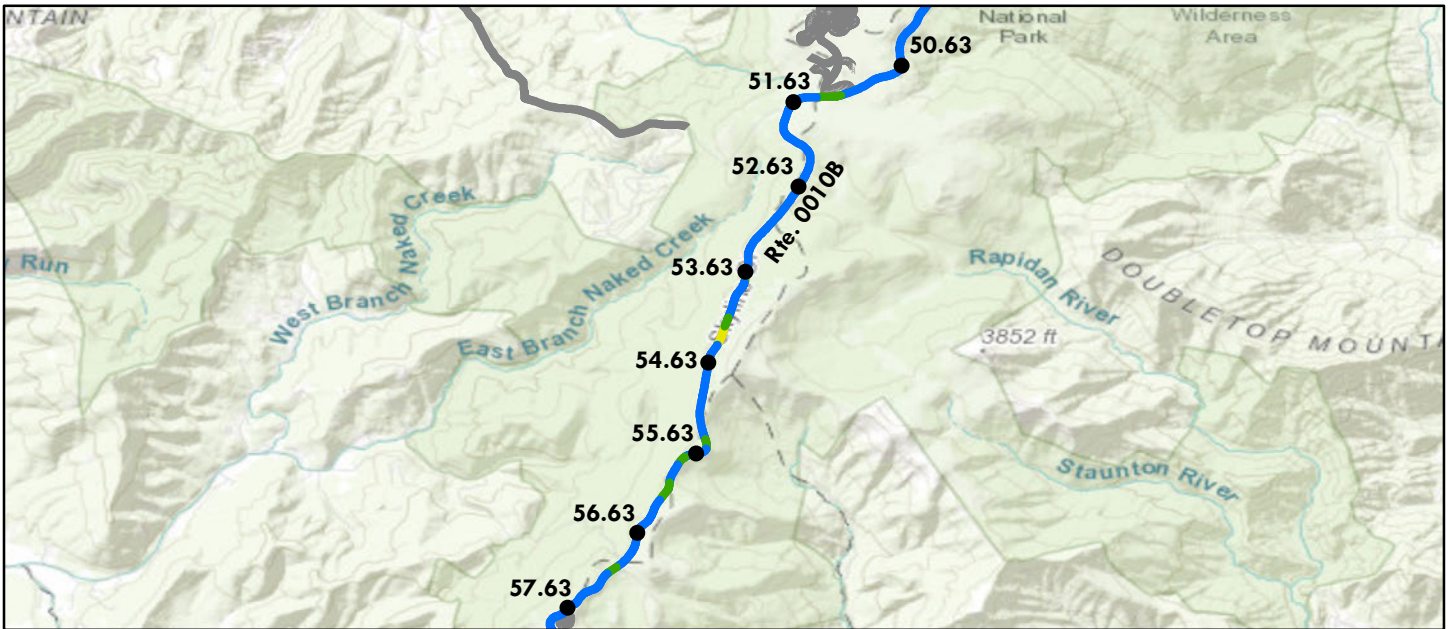 NTAIN
National
Park
Wilderness
Area
50.63
51.63
52.63
Rte. 0010B
53.63
54.63
55.63
56.63
57.63
West Branch Naked Creek
East Branch Naked Creek
Run
Rapidan River
DOUBLETOP MOUNT
3852 ft
Staunton River